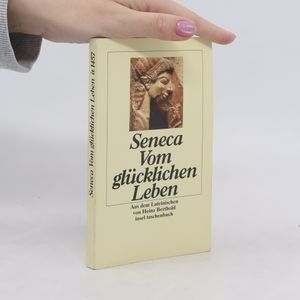 Seneca
Vom
glücklichen
Leben
Aus dem Lateinischen
von Heinz Berthold
insel taschenbuch
Seneca Vom glücklichen Leben it 1457